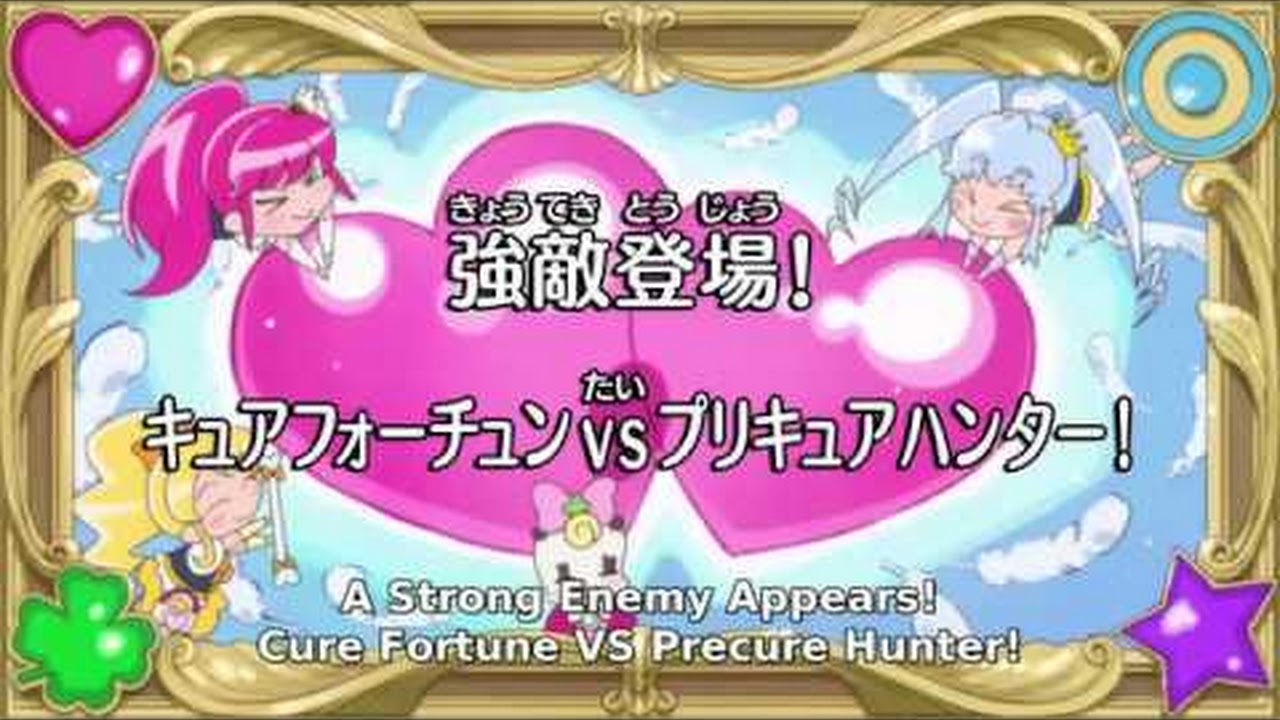 きょう てき とう じょう
強敵登場!
たい
キュアフォーチュンvsプリキュアハンター!
A Strong Enemy Appears!
Cure Fortune VS Precure Hunter!